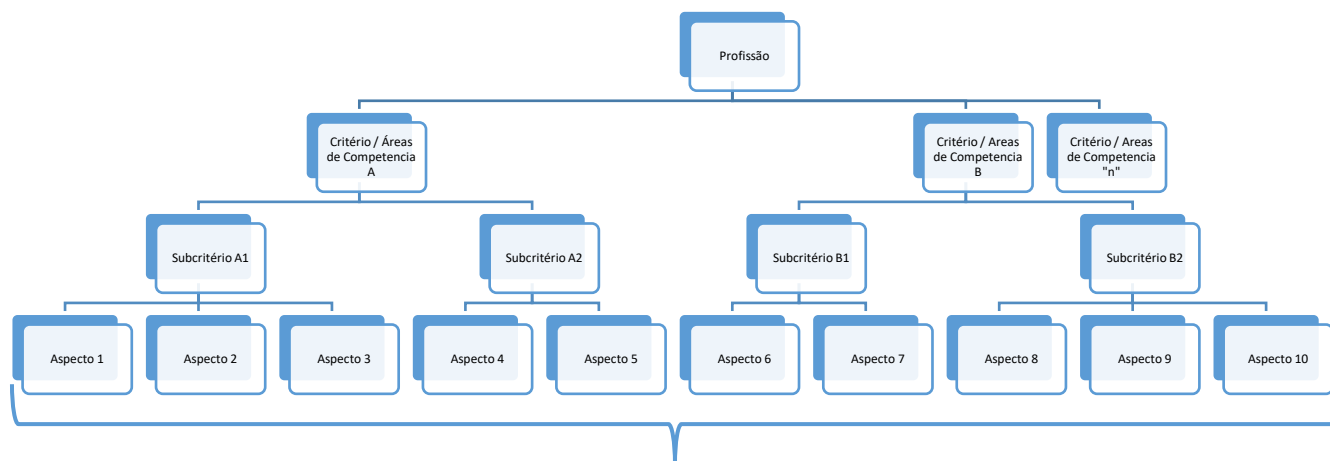 Profissão
Critério / Áreas
de Competencia
A
Critério / Areas
de Competencia
B
Critério / Areas
de Competencia
"n"
Subcritério A1
Subcritério A2
Subcritério B1
Subcritério B2
Aspecto 1
Aspecto 2
Aspecto 3
Aspecto 4
Aspecto 5
Aspecto 6
Aspecto 7
Aspecto 8
Aspecto 9
Aspecto 10